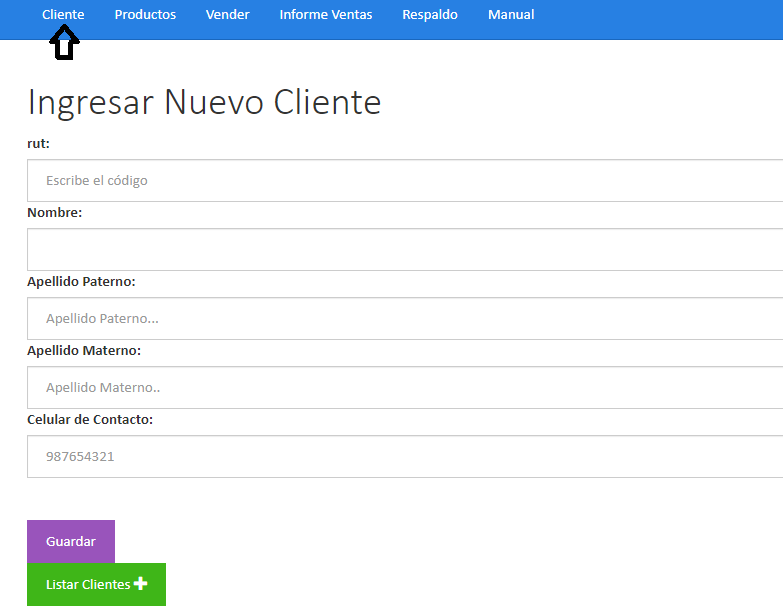 Cliente Productos Vender Informe Ventas Respaldo Manual
Ingresar Nuevo Cliente
rut:
Escribe el código
Nombre:
Apellido Paterno:
Apellido Paterno...
Apellido Materno:
Apellido Materno..
Celular de Contacto:
987654321
Guardar
Listar Clientes